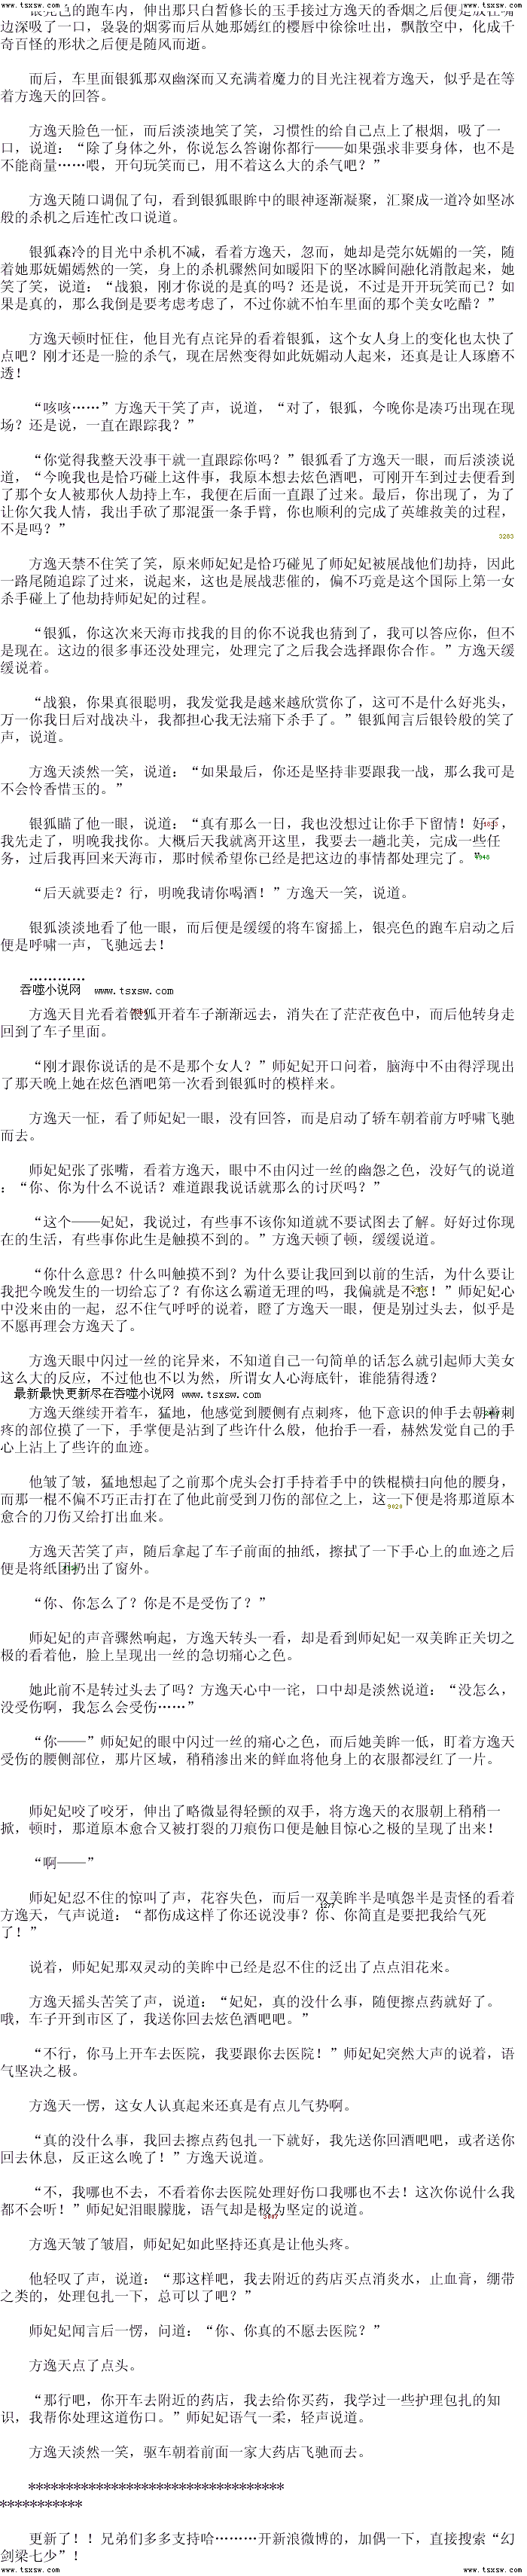 www.tsxsw.com www.tsxsw.com
银亮色的跑车内，伸出那只白皙修长的玉手接过方逸天的香烟之后便是放在嘴
边深吸了一口，袅袅的烟雾而后从她那嫣红的樱唇中徐徐吐出，飘散空中，化成千
奇百怪的形状之后便是随风而逝。
而后，车里面银狐那双幽深而又充满着魔力的目光注视着方逸天，似乎是在等
着方逸天的回答。
方逸天脸色一怔，而后淡淡地笑了笑，习惯性的给自己点上了根烟，吸了一
口，说道：“除了身体之外，你说怎么答谢你都行——如果强求非要身体，也不是
不能商量……喂，开句玩笑而已，用不着这么大的杀气吧？”
方逸天随口调侃了句，看到银狐眼眸中的眼神逐渐凝聚，汇聚成一道冷如坚冰
般的杀机之后连忙改口说道。
银狐森冷的目光中杀机不减，看着方逸天，忽而，她却是莞尔妩媚的一笑，随
着她那妩媚嫣然的一笑，身上的杀机骤然间如暖阳下的坚冰瞬间融化消散起来，她
笑了笑，说道：“战狼，刚才你说的是真的吗？还是说，不过是开开玩笑而已？如
果是真的，那么我倒是要考虑考虑了，不过你就不怕车里面的那个美女吃醋？”
方逸天顿时怔住，他目光有点诧异的看着银狐，这个女人身上的变化也太快了
点吧？刚才还是一脸的杀气，现在居然变得如此妩媚动人起来，还真是让人琢磨不
透！
“咳咳……”方逸天干笑了声，说道，“对了，银狐，今晚你是凑巧出现在现
场？还是说，一直在跟踪我？”
“你觉得我整天没事干就一直跟踪你吗？”银狐看了方逸天一眼，而后淡淡说
道，“今晚我也是恰巧碰上这件事，我原本想去炫色酒吧，可刚开车到过去便看到
了那个女人被那伙人劫持上车，我便在后面一直跟了过来。最后，你出现了，为了
让你欠我人情，我出手砍了那混蛋一条手臂，你也顺利的完成了英雄救美的过程，
不是吗？”
3283
方逸天禁不住笑了笑，原来师妃妃是恰巧碰见了师妃妃被展战他们劫持，因此
一路尾随追踪了过来，说起来，这也是展战悲催的，偏不巧竟是这个国际上第一女
杀手碰上了他劫持师妃妃的过程。
“银狐，你这次来天海市找我的目的你不说我也猜到了，我可以答应你，但不
是现在。这边的很多事还没处理完，处理完了之后我会选择跟你合作。”方逸天缓
缓说着。
“战狼，你果真很聪明，我发觉我是越来越欣赏你了，这可不是什么好兆头，
万一你我日后对战决斗，我都担心我无法痛下杀手了。”银狐闻言后银铃般的笑了
声，说道。
方逸天淡然一笑，说道：“如果最后，你还是坚持非要跟我一战，那么我可是
不会怜香惜玉的。”
银狐瞄了他一眼，说道：“真有那么一日，我也没想过让你手下留情！好了，
我先走了，明晚我找你。大概后天我就离开这里，我要去一趟北美，完成一些任
务，过后我再回来天海市，那时候希望你已经是把这边的事情都处理完了。”
“后天就要走？行，明晚我请你喝酒！”方逸天一笑，说道。
银狐淡淡地看了他一眼，而后便是缓缓的将车窗摇上，银亮色的跑车启动之后
便是呼啸一声，飞驰远去！
…………
吞噬小说网 www.tsxsw.com
方逸天目光看着银狐开着车子渐渐远去，消失在了茫茫夜色中，而后他转身走
回到了车子里面。
“刚才跟你说话的是不是那个女人？”师妃妃开口问着，脑海中不由得浮现出
了那天晚上她在炫色酒吧第一次看到银狐时的模样来。
方逸天一怔，看了师妃妃一眼，没有回答，而是启动了轿车朝着前方呼啸飞驰
而去。
师妃妃张了张嘴，看着方逸天，眼中不由闪过一丝的幽怨之色，没好气的说道
：“你、你为什么不说话？难道跟我说话就那么的讨厌吗？”
“这个——妃妃，我说过，有些事不该你知道就不要试图去了解。好好过你现
在的生活，有些事你此生是触摸不到的。”方逸天顿了顿，缓缓说道。
“你什么意思？什么叫触摸不到？为什么要让我回到以前的生活，为什么要让
我把今晚发生的一切给忘了？有你这么霸道无理的吗，我偏就是不忘！”师妃妃心
中没来由的一起，忍不住气呼呼的说着，瞪了方逸天一眼，便是别过头去，似乎是
不愿再理会方逸天了。
方逸天眼中闪过一丝的诧异来，不知道自己一句简单的话怎么就引起师大美女
这么大的反应，不过他也不以为然，所谓女人心海底针，谁能猜得透？
最新最快更新尽在吞噬小说网 www.tsxsw.com
方逸天继续开着车，猛地，他感觉到腰侧有点刺疼，他下意识的伸手去朝着刺
疼的部位摸了一下，手掌便是沾到了些许什么般，他抬手一看，赫然发觉自己的手
心上沾上了些许的血迹。
他皱了皱，猛地想起了之前那个虎头会打手持着手中的铁棍横扫向他的腰身，
而那一棍不偏不巧正击打在了他此前受到刀伤的部位之上，这一下便是将那道原本
愈合的刀伤又给打出血来。
9020
方逸天苦笑了声，随后拿起了车子前面的抽纸，擦拭了一下手心上的血迹之后
便是将纸团扔出了窗外。
“你、你怎么了？你是不是受伤了？”
师妃妃的声音骤然响起，方逸天转头一看，却是看到师妃妃一双美眸正关切之
极的看着他，脸上呈现出一丝的急切痛心之色。
她此前不是转过头去了吗？方逸天心中一诧，口中却是淡然说道：“没怎么，
没受伤啊，我怎么会受伤……”
“你——”师妃妃的眼中闪过一丝的痛心之色，而后她美眸一低，盯着方逸天
受伤的腰侧部位，那片区域，稍稍渗出来的鲜血将他身上的衣服都浸红了一片。
师妃妃咬了咬牙，伸出了略微显得轻颤的双手，将方逸天的衣服朝上稍稍一
掀，顿时，那道原本愈合又被打裂的刀痕伤口便是触目惊心之极的呈现了出来！
“啊——”
师妃妃忍不住的惊叫了声，花容失色，而后一双美眸半是嗔怨半是责怪的看着
方逸天，气声说道：“都伤成这样了你还说没事？你、你简直是要把我给气死
了！”
1277
说着，师妃妃那双灵动的美眸中已经是忍不住的泛出了点点泪花来。
方逸天摇头苦笑了声，说道：“妃妃，真的没什么事，随便擦点药就好了。
哦，车子开到市区了，我送你回去炫色酒吧吧。”
“不行，你马上开车去医院，我要跟你去医院！”师妃妃突然大声的说着，语
气坚决之极。
方逸天一愣，这女人认真起来还真是有点儿气势啊。
“真的没什么事，我回去擦点药包扎一下就好，我先送你回酒吧吧，或者送你
回去休息，反正这么晚了！”方逸天说道。
“不，我哪也不去，不看着你去医院处理好伤口我哪也不去！这次你说什么我
都不会听！”师妃妃泪眼朦胧，语气却是极为坚定的说道。
方逸天皱了皱眉，师妃妃如此坚持还真是让他头疼。
他轻叹了声，说道：“那这样吧，我去附近的药店买点消炎水，止血膏，绷带
之类的，处理包扎一下，总可以了吧？”
师妃妃闻言后一愣，问道：“你、你真的不愿去医院？”
方逸天点了点头。
“那行吧，你开车去附近的药店，我去给你买药，我学过一些护理包扎的知
识，我帮你处理这道伤口。”师妃妃语气一柔，轻声说道。
方逸天淡然一笑，驱车朝着前面一家大药店飞驰而去。
**********************************
***********
更新了！！兄弟们多多支持哈………开新浪微博的，加偶一下，直接搜索“幻
剑梁七少”！
www.tsxsw.com www.tsxsw.com